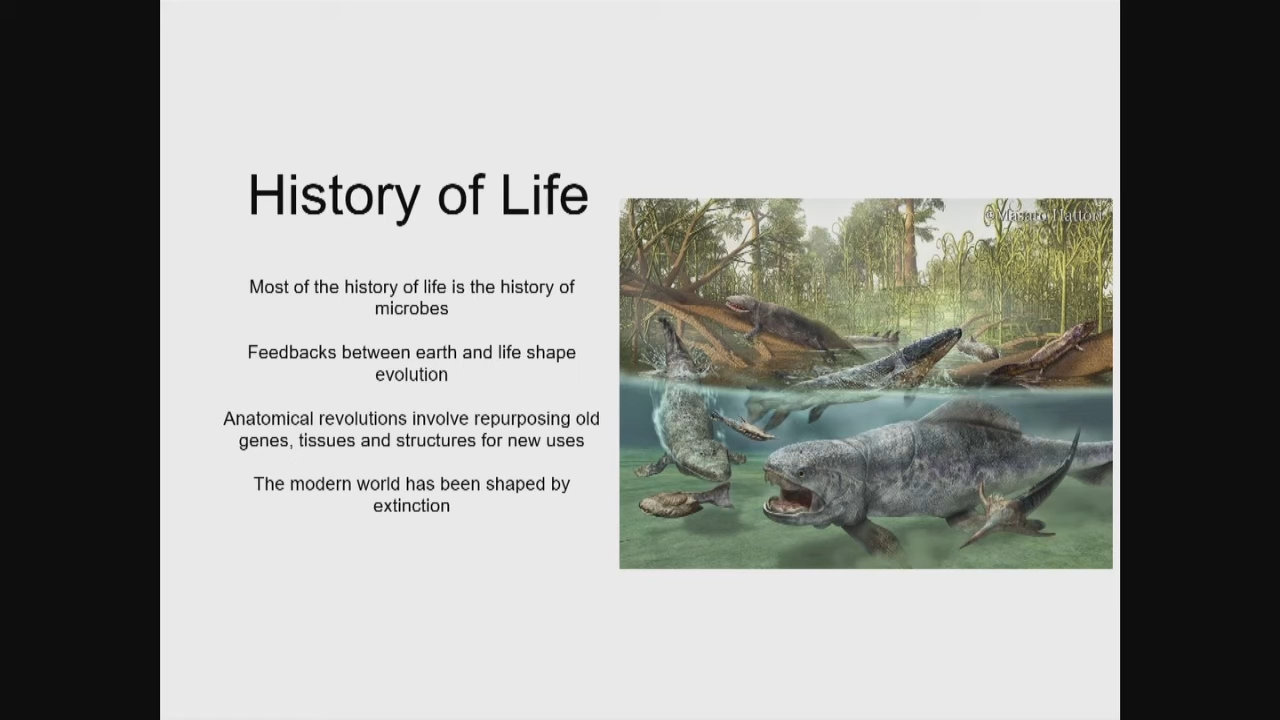 History of Life
Most of the history of life is the history of
microbes
Feedbacks between earth and life shape
evolution
Anatomical revolutions involve repurposing old
genes, tissues and structures for new uses
The modern world has been shaped by
extinction
© Masato Hattori